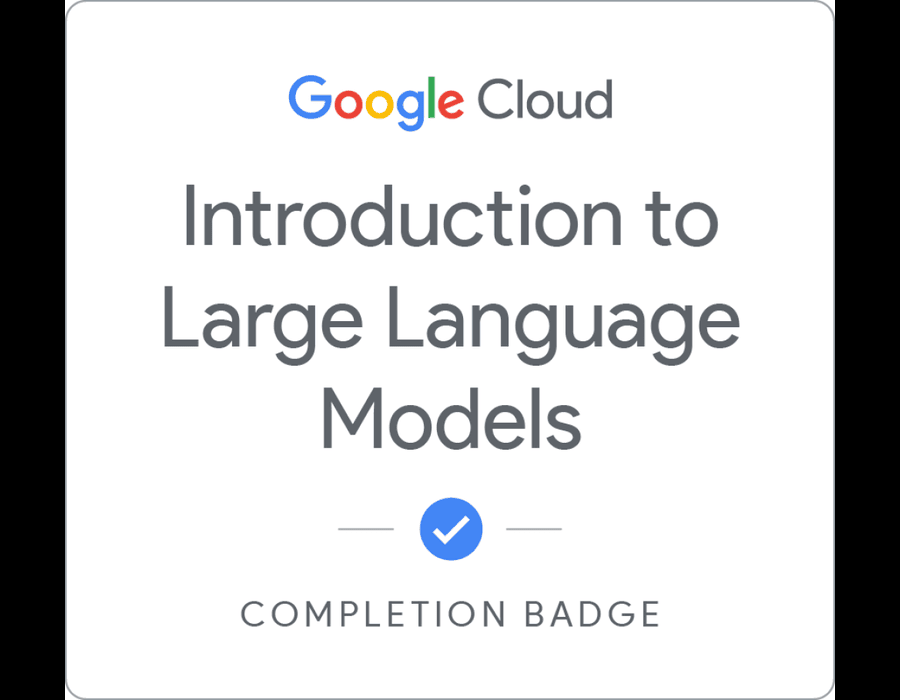 Google Cloud
Introduction to
Large Language
Models
COMPLETION BADGE